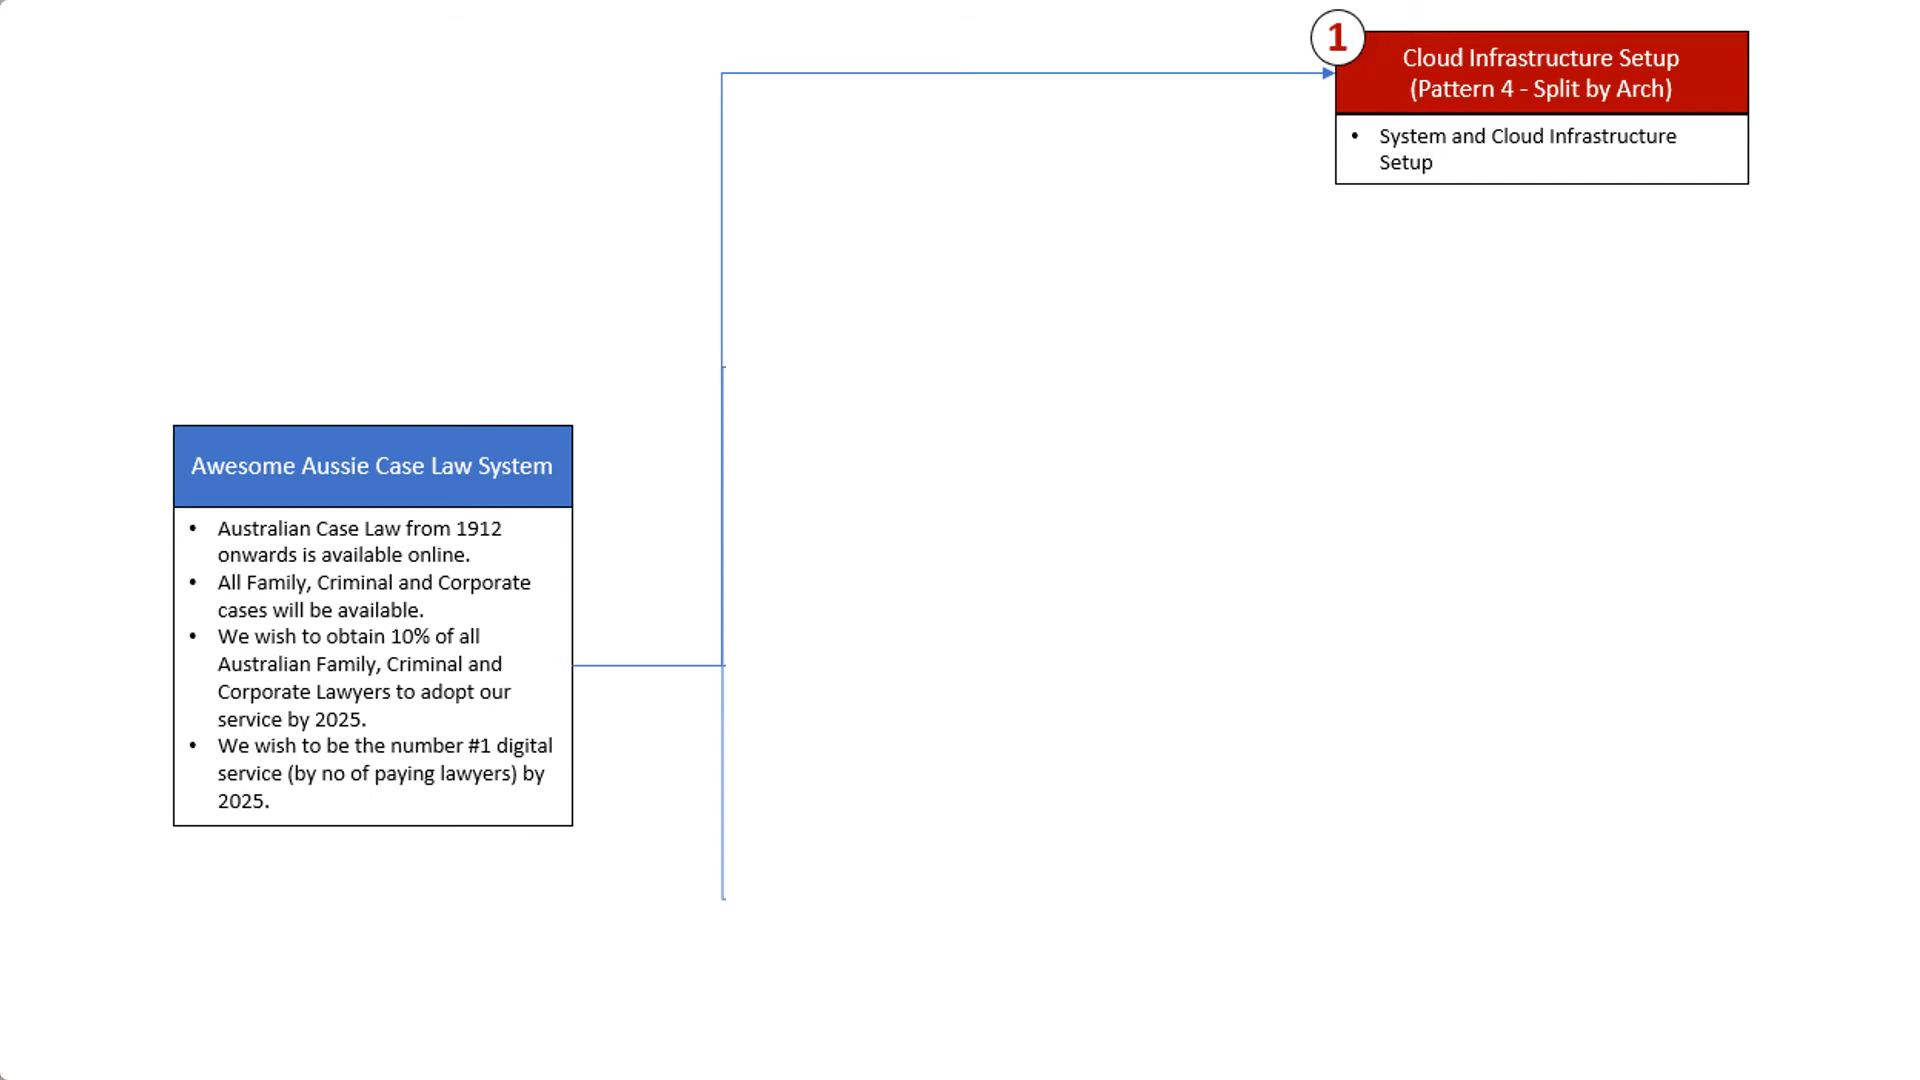 1
Cloud Infrastructure Setup
(Pattern 4 - Split by Arch)
• System and Cloud Infrastructure
Setup
Awesome Aussie Case Law System
• Australian Case Law from 1912
onwards is available online.
• All Family, Criminal and Corporate
cases will be available.
• We wish to obtain 10% of all
Australian Family, Criminal and
Corporate Lawyers to adopt our
service by 2025.
• We wish to be the number #1 digital
service (by no of paying lawyers) by
2025.